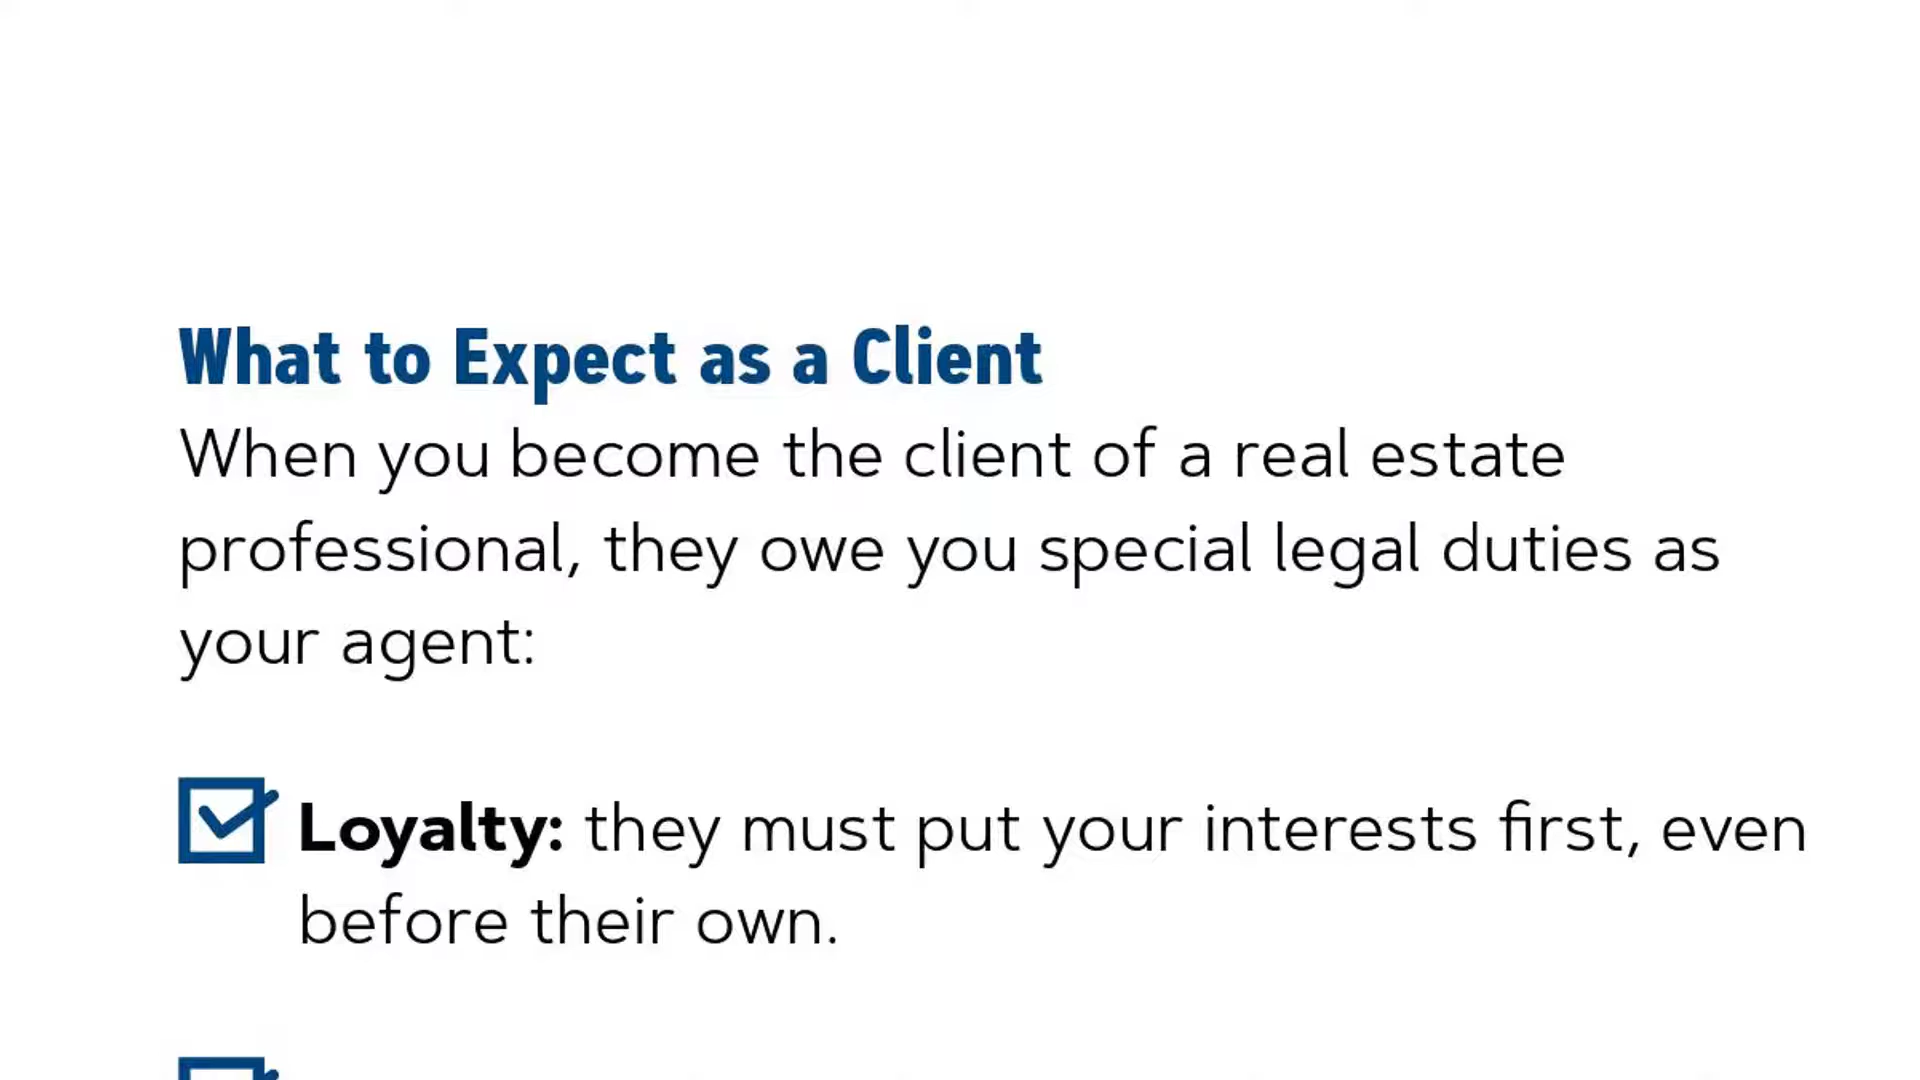 What to Expect as a Client
When you become the client of a real estate
professional, they owe you special legal duties as
your agent:
Loyalty: they must put your interests first, even
before their own.